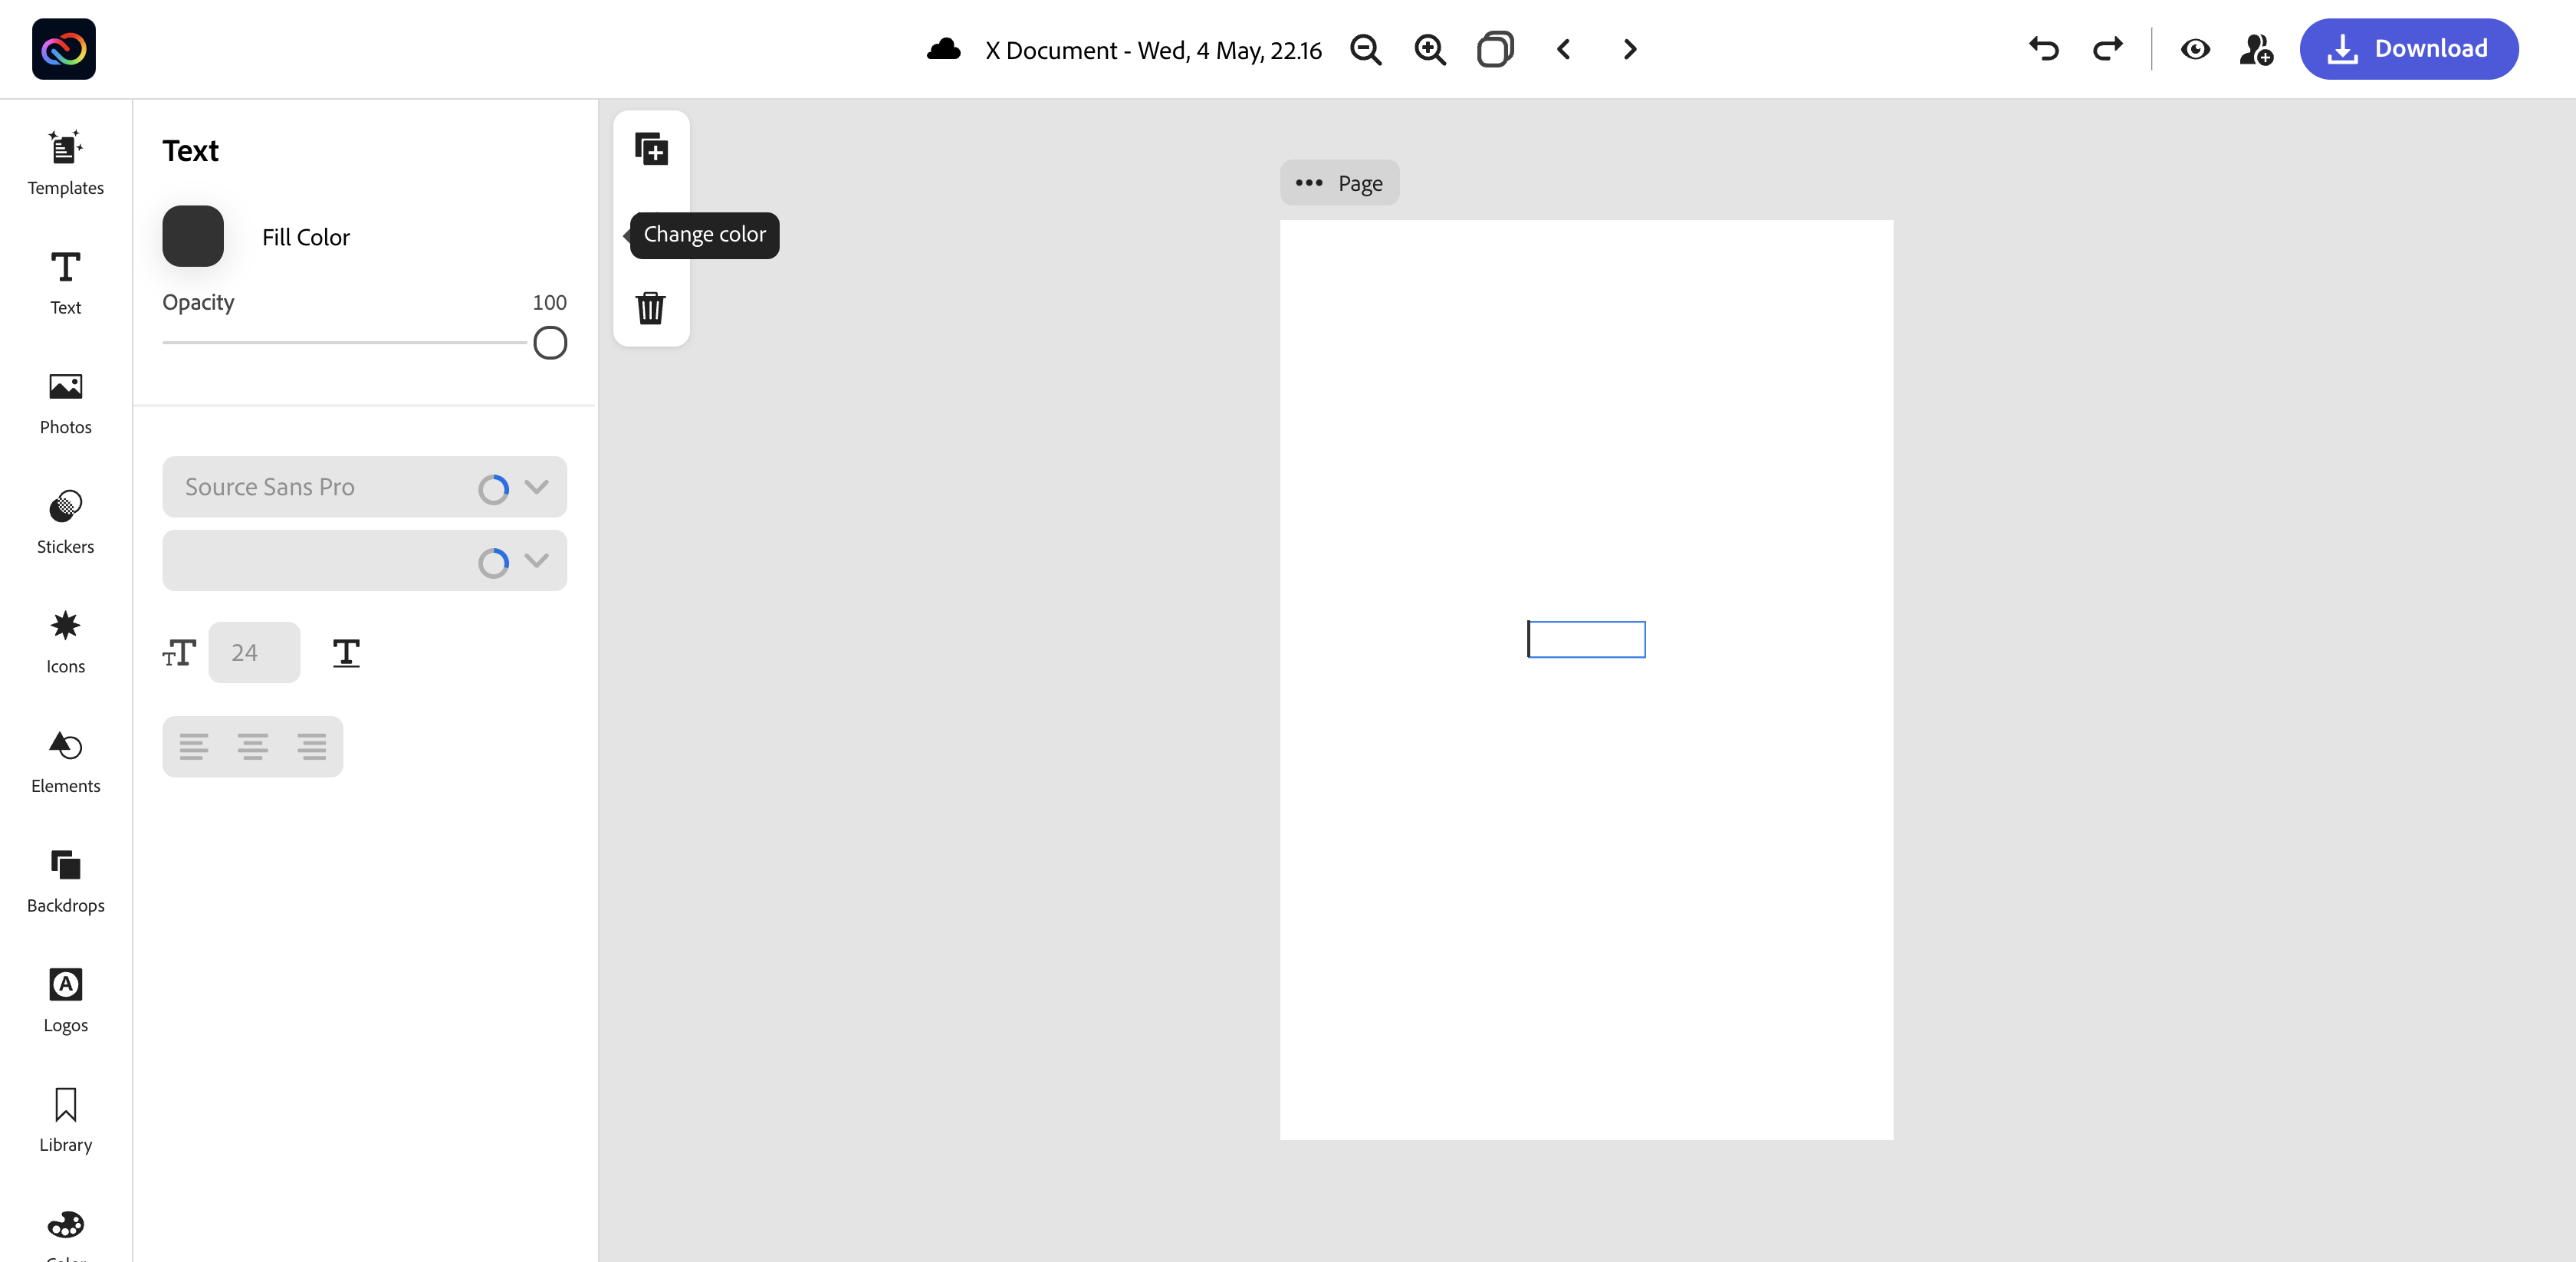 X Document - Wed, 4 May, 22.16
Download
Templates
Text
Photos
Stickers
Icons
Elements
Backdrops
Logos
Library
Text
Fill Color
Opacity 100
Source Sans Pro
24
Change color
Page